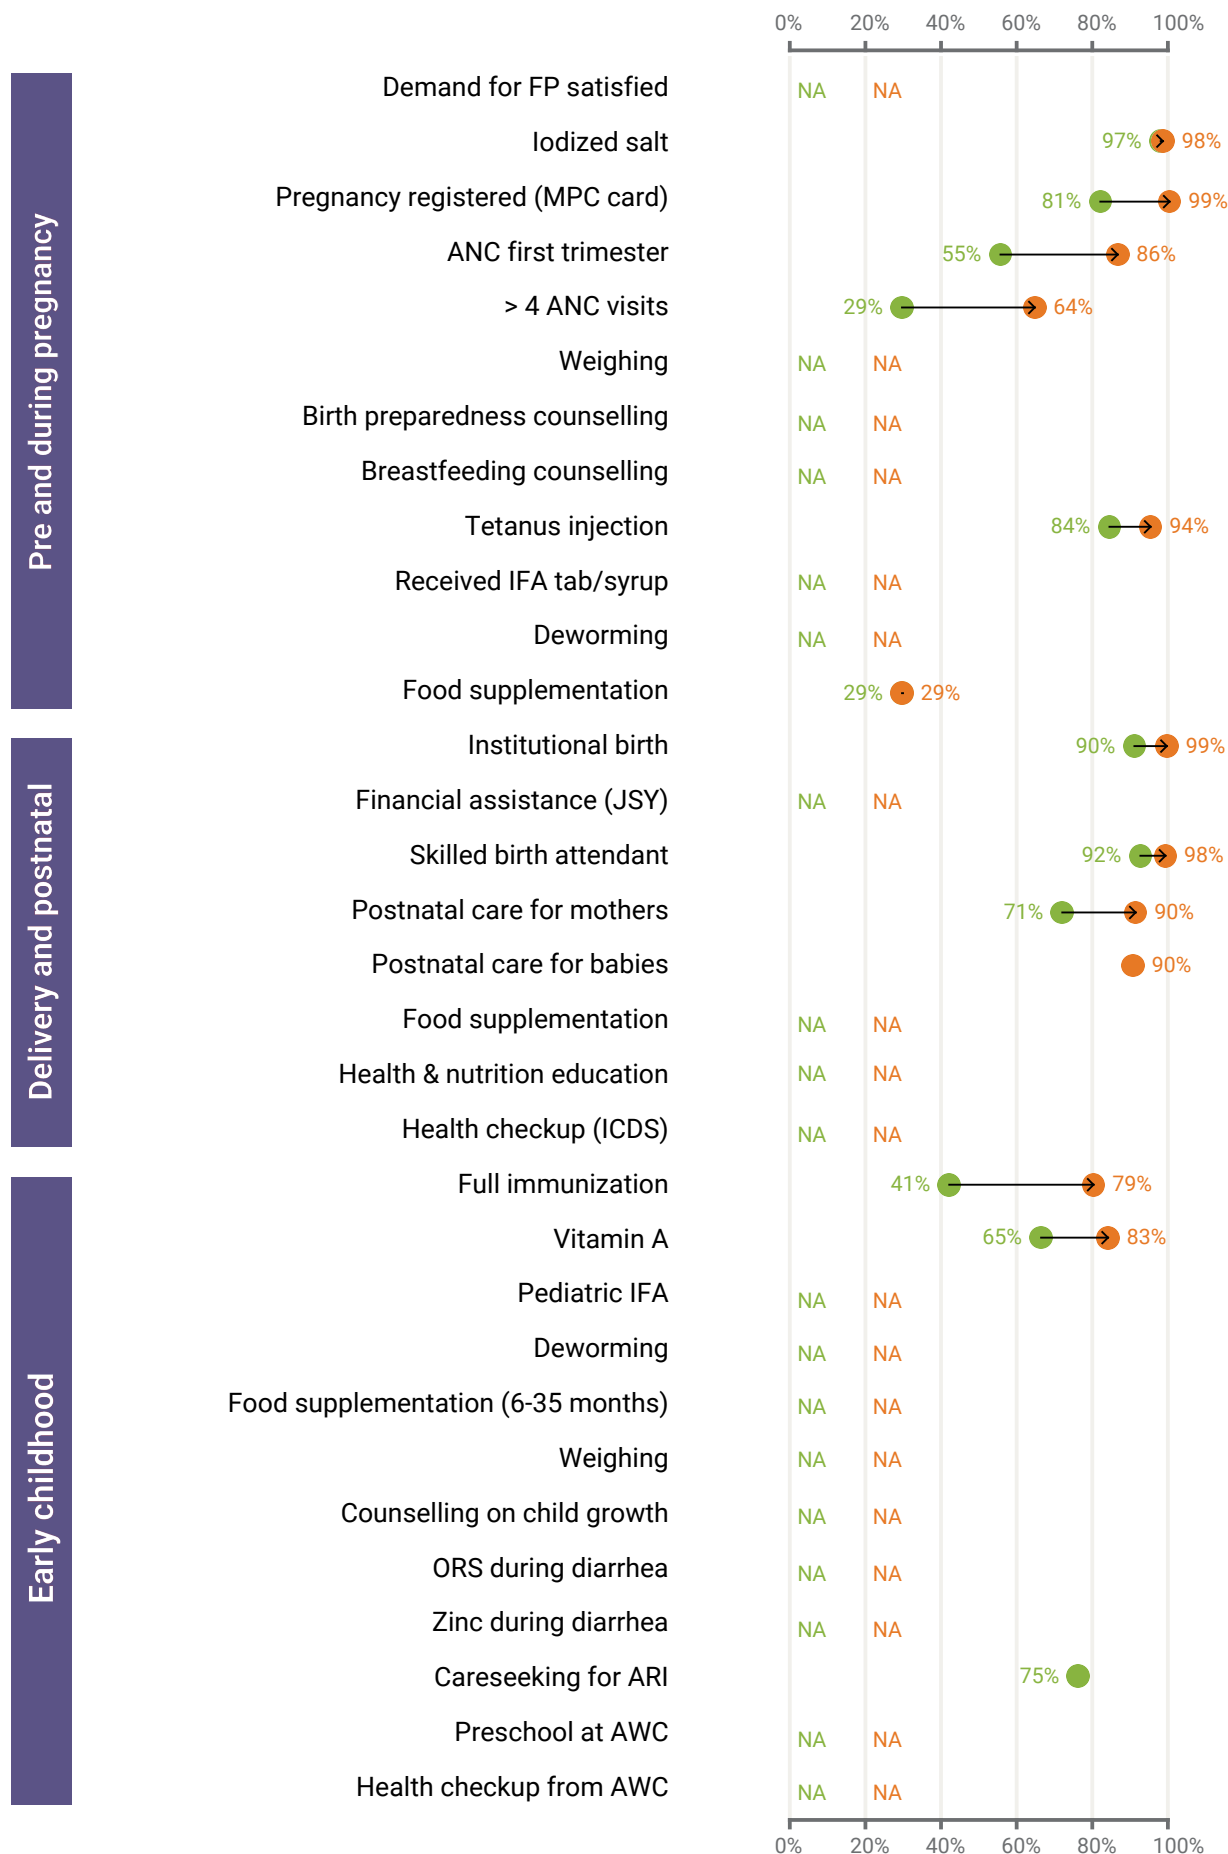 0% 20% 40% 60% 80% 100%
Pre and during pregnancy
Demand for FP satisfied NA NA
Iodized salt 97% 98%
Pregnancy registered (MPC card) 81% 99%
ANC first trimester 55% 86%
> 4 ANC visits 29% 64%
Weighing NA NA
Birth preparedness counselling NA NA
Breastfeeding counselling NA NA
Tetanus injection 84% 94%
Received IFA tab/syrup NA NA
Deworming NA NA
Food supplementation 29% 29%
Delivery and postnatal
Institutional birth 90% 99%
Financial assistance (JSY) NA NA
Skilled birth attendant 92% 98%
Postnatal care for mothers 71% 90%
Postnatal care for babies 90%
Food supplementation NA NA
Health & nutrition education NA NA
Health checkup (ICDS) NA NA
Early childhood
Full immunization 41% 79%
Vitamin A 65% 83%
Pediatric IFA NA NA
Deworming NA NA
Food supplementation (6-35 months) NA NA
Weighing NA NA
Counselling on child growth NA NA
ORS during diarrhea NA NA
Zinc during diarrhea NA NA
Careseeking for ARI 75%
Preschool at AWC NA NA
Health checkup from AWC NA NA
0% 20% 40% 60% 80% 100%